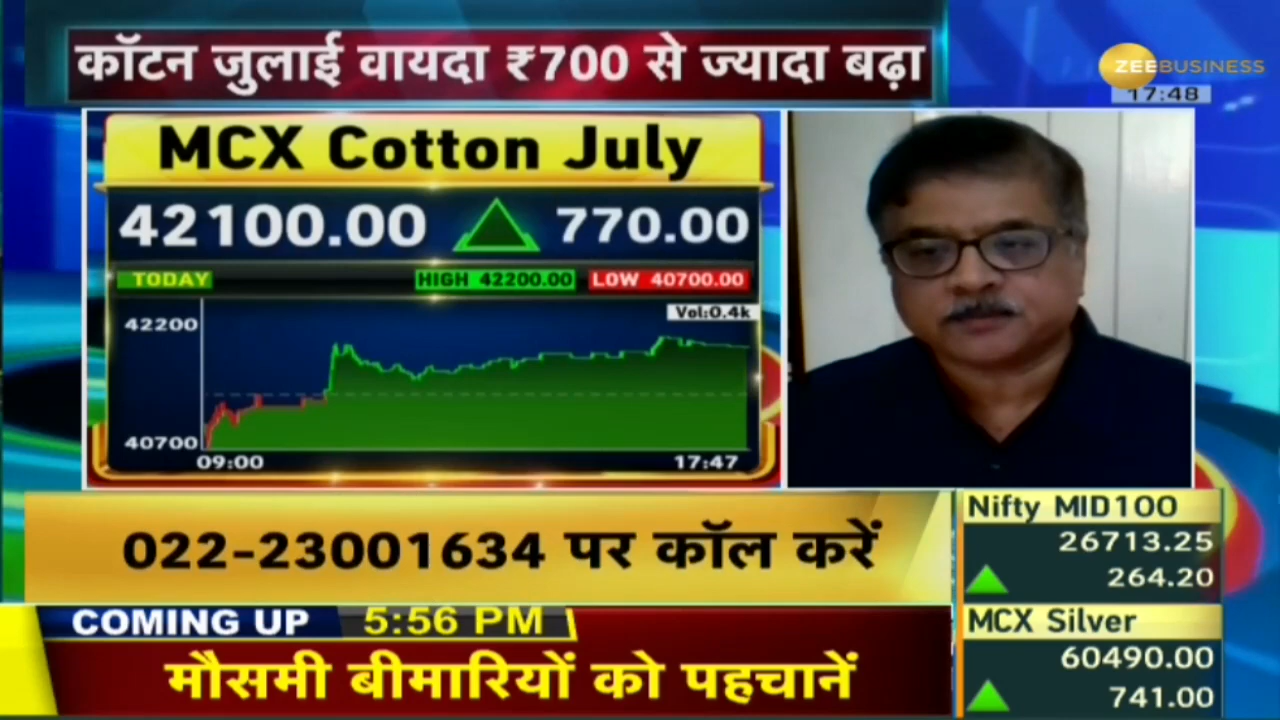 कॉटन जुलाई वायदा ₹700 से ज्यादा बढ़ा
ZEEBUSINESS
17:48
MCX Cotton July
42100.00 770.00
TODAY HIGH 42200.00 LOW 40700.00
Vol:0.4k
42200
40700
09:00 17:47
022-23001634 पर कॉल करें
Nifty MID100
26713.25
264.20
COMING UP 5:56 PM
मौसमी बीमारियों को पहचानें
MCX Silver
60490.00
741.00